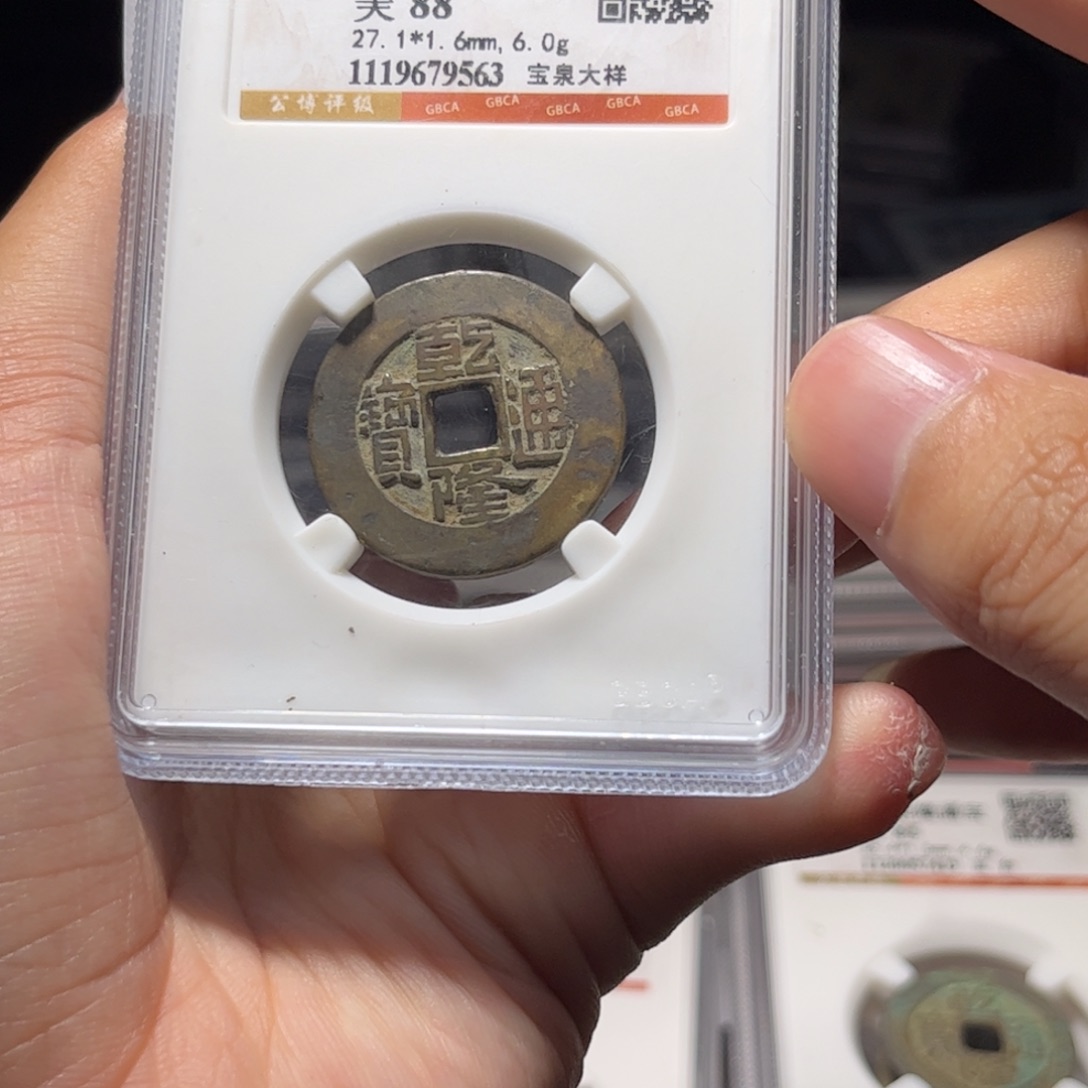 美 88
27.1*1.6mm, 6.0g
1119679563 宝泉大样
公博评级 GBCA GBCA GBCA GBCA GBCA
乾隆通寶